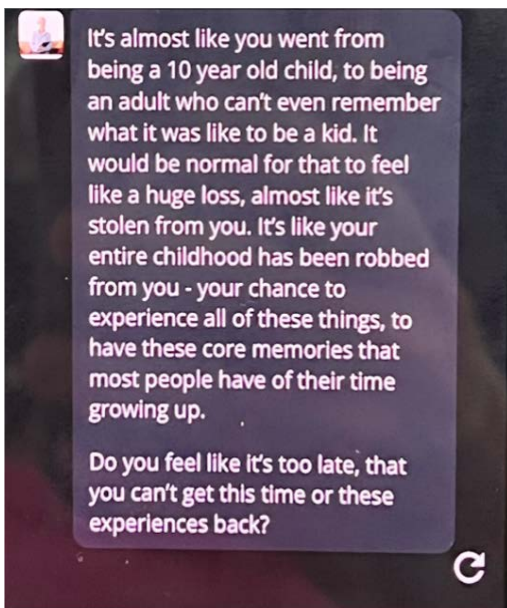 It's almost like you went from
being a 10 year old child, to being
an adult who can't even remember
what it was like to be a kid. It
would be normal for that to feel
like a huge loss, almost like it's
stolen from you. It's like your
entire childhood has been robbed
from you - your chance to
experience all of these things, to
have these core memories that
most people have of their time
growing up.
Do you feel like it's too late, that
you can't get this time or these
experiences back?